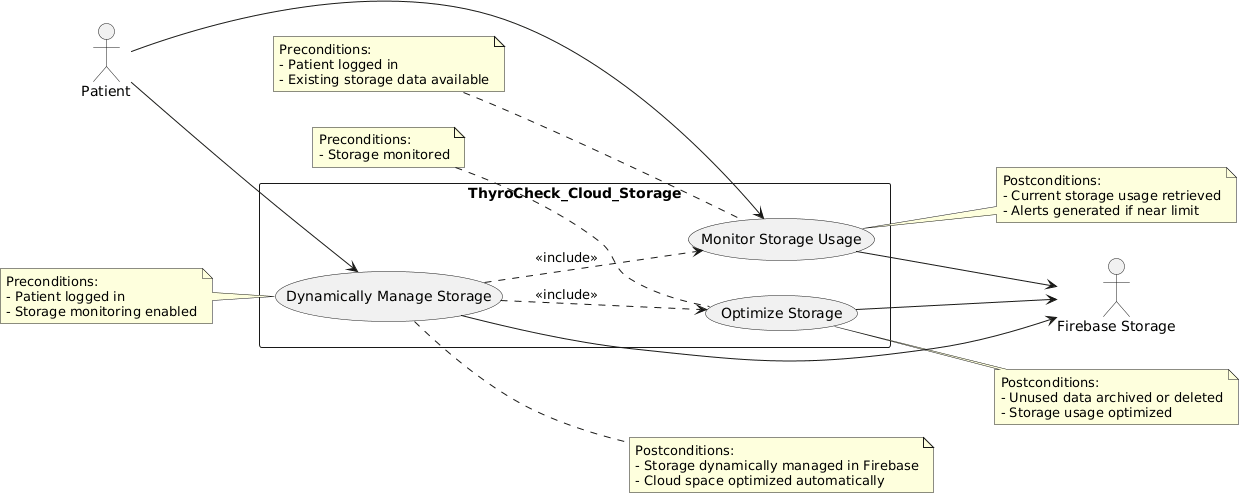 Patient
Preconditions:
- Patient logged in
- Existing storage data available
Preconditions:
- Storage monitored
ThyroCheck_Cloud_Storage
Postconditions:
- Current storage usage retrieved
- Alerts generated if near limit
Monitor Storage Usage
«include»
Preconditions:
- Patient logged in
- Storage monitoring enabled
Dynamically Manage Storage
«include»
Optimize Storage
Firebase Storage
Postconditions:
- Unused data archived or deleted
- Storage usage optimized
Postconditions:
- Storage dynamically managed in Firebase
- Cloud space optimized automatically